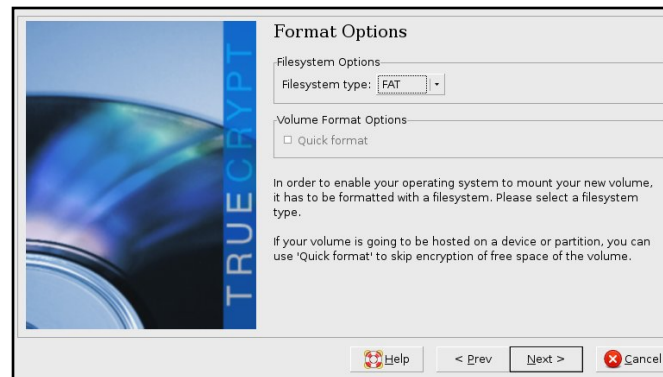 TRUECRYPT
Format Options
Filesystem Options
Filesystem type: FAT
Volume Format Options
Quick format
In order to enable your operating system to mount your new volume,
it has to be formatted with a filesystem. Please select a filesystem
type.
If your volume is going to be hosted on a device or partition, you can
use 'Quick format' to skip encryption of free space of the volume.
Help
< Prev
Next >
Cancel